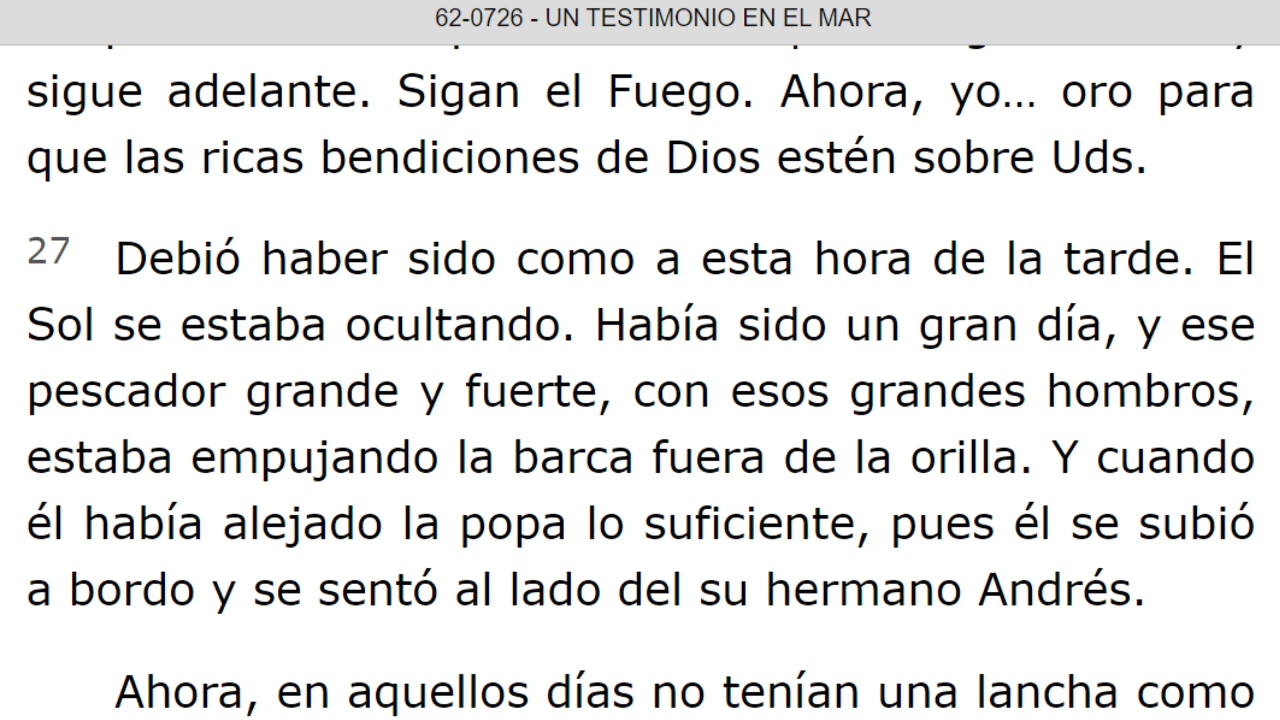 62-0726 - UN TESTIMONIO EN EL MAR
sigue adelante. Sigan el Fuego. Ahora, yo... oro para
que las ricas bendiciones de Dios estén sobre Uds.
27 Debió haber sido como a esta hora de la tarde. El
Sol se estaba ocultando. Había sido un gran día, y ese
pescador grande y fuerte, con esos grandes hombros,
estaba empujando la barca fuera de la orilla. Y cuando
él había alejado la popa lo suficiente, pues él se subió
a bordo y se sentó al lado del su hermano Andrés.
Ahora, en aquellos días no tenían una lancha como